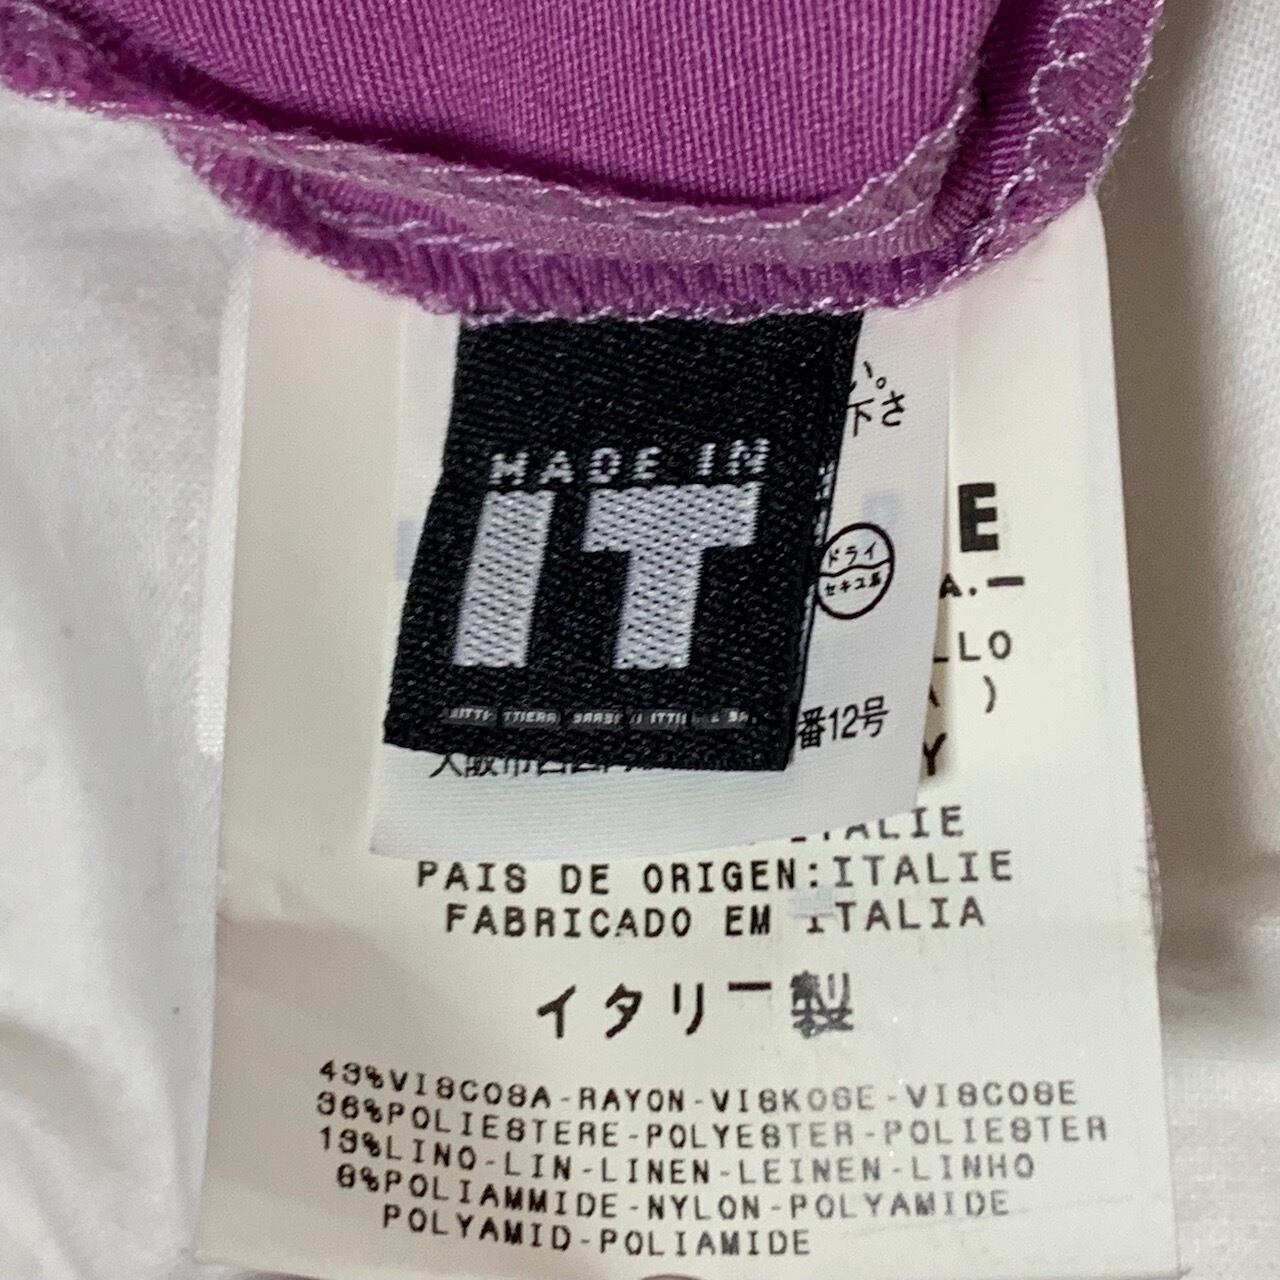 い。
下さ
MADE IN
IT
E
ドライ
セキユ系
A.-
LLO
)
番12号
Y
ITALIE
PAIS DE ORIGEN:ITALIE
FABRICADO EM ITALIA
イタリー製
43%VISCOSA-RAYON-VISKOSE-VISCOSE
36%POLIESTERE-POLYESTER-POLIESTER
13%LINO-LIN-LINEN-LEINEN-LINHO
8%POLIAMMIDE-NYLON-POLYAMIDE
POLYAMID-POLIAMIDE